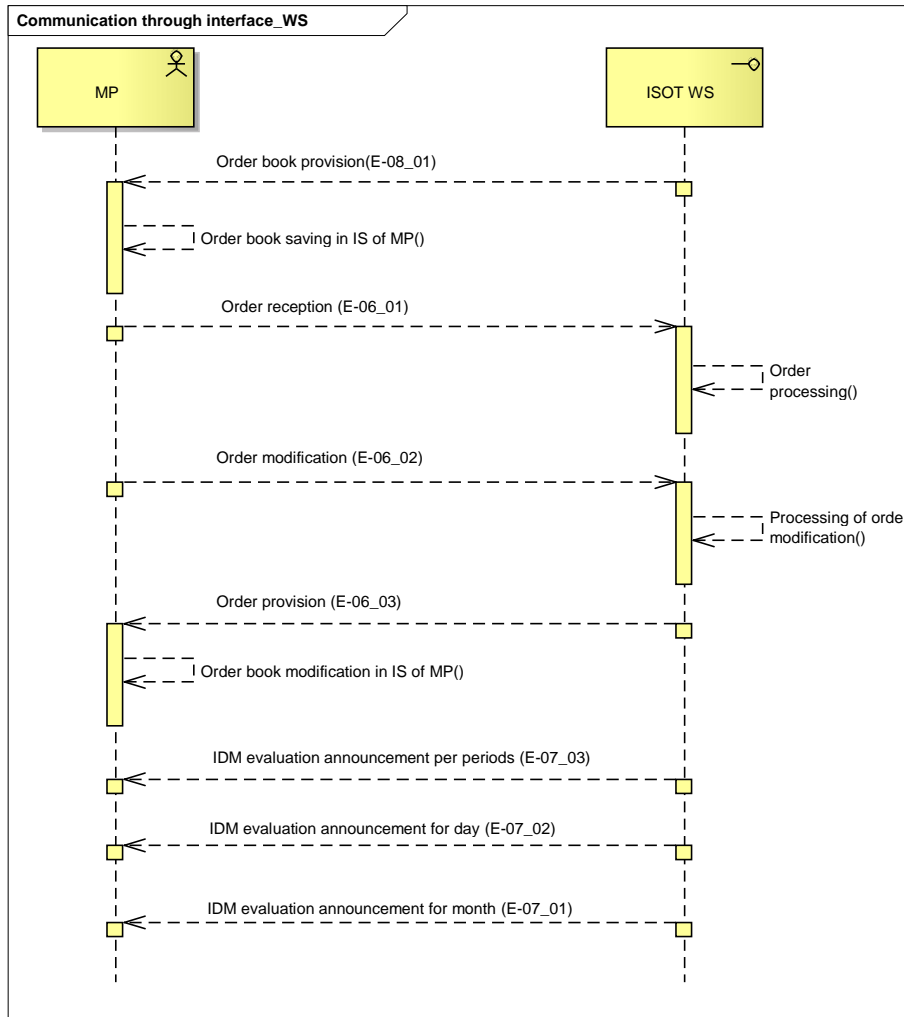 Communication through interface_WS
MP
ISOT WS
Order book provision(E-08_01)
Order book saving in IS of MP()
Order reception (E-06_01)
Order
processing()
Order modification (E-06_02)
Processing of orde
modification()
Order provision (E-06_03)
Order book modification in IS of MP()
IDM evaluation announcement per periods (E-07_03)
IDM evaluation announcement for day (E-07_02)
IDM evaluation announcement for month (E-07_01)